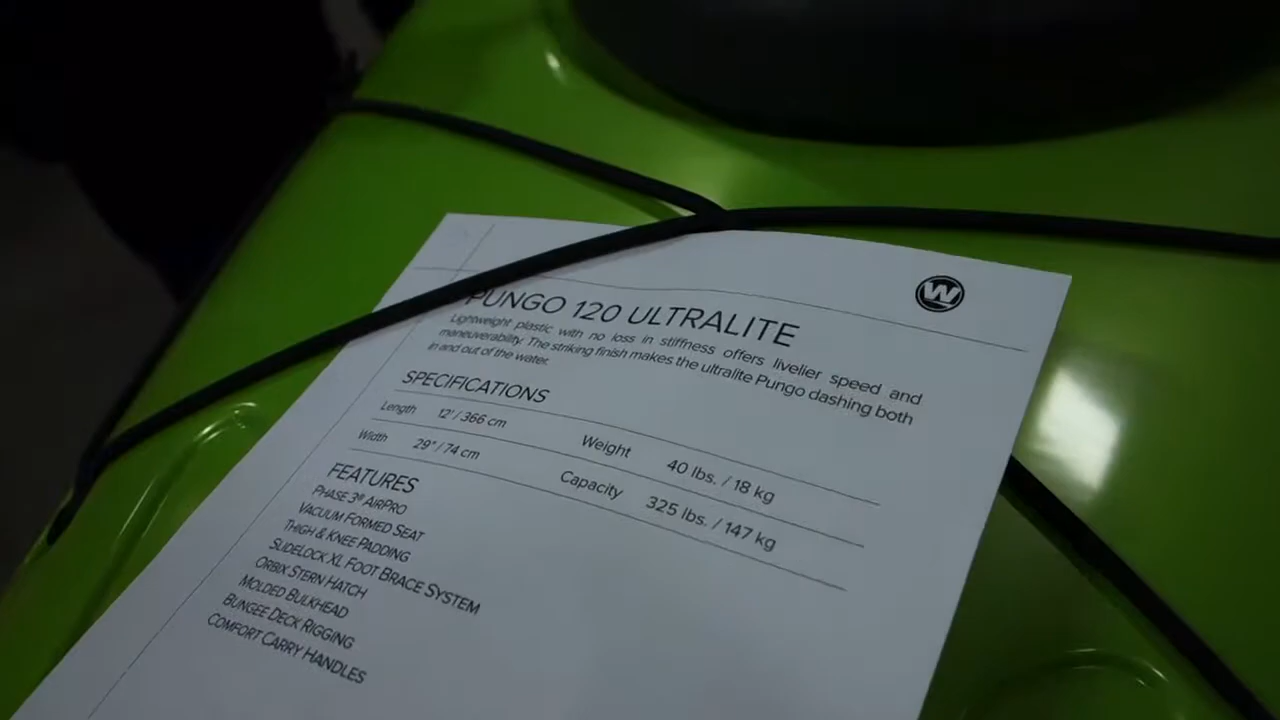 W
PUNGO 120 ULTRALITE
Lightweight plastic with no loss in stiffness offers livelier speed and
maneuverability. The striking finish makes the ultralite Pungo dashing both
in and out of the water.
SPECIFICATIONS
Length 12' / 366 cm Weight 40 lbs. / 18 kg
Width 29" / 74 cm Capacity 325 lbs. / 147 kg
FEATURES
PHASE 3® AIRPRO
VACUUM FORMED SEAT
THIGH & KNEE PADDING
SLIDELOCK XL FOOT BRACE SYSTEM
ORBIX STERN HATCH
MOLDED BULKHEAD
BUNGEE DECK RIGGING
COMFORT CARRY HANDLES